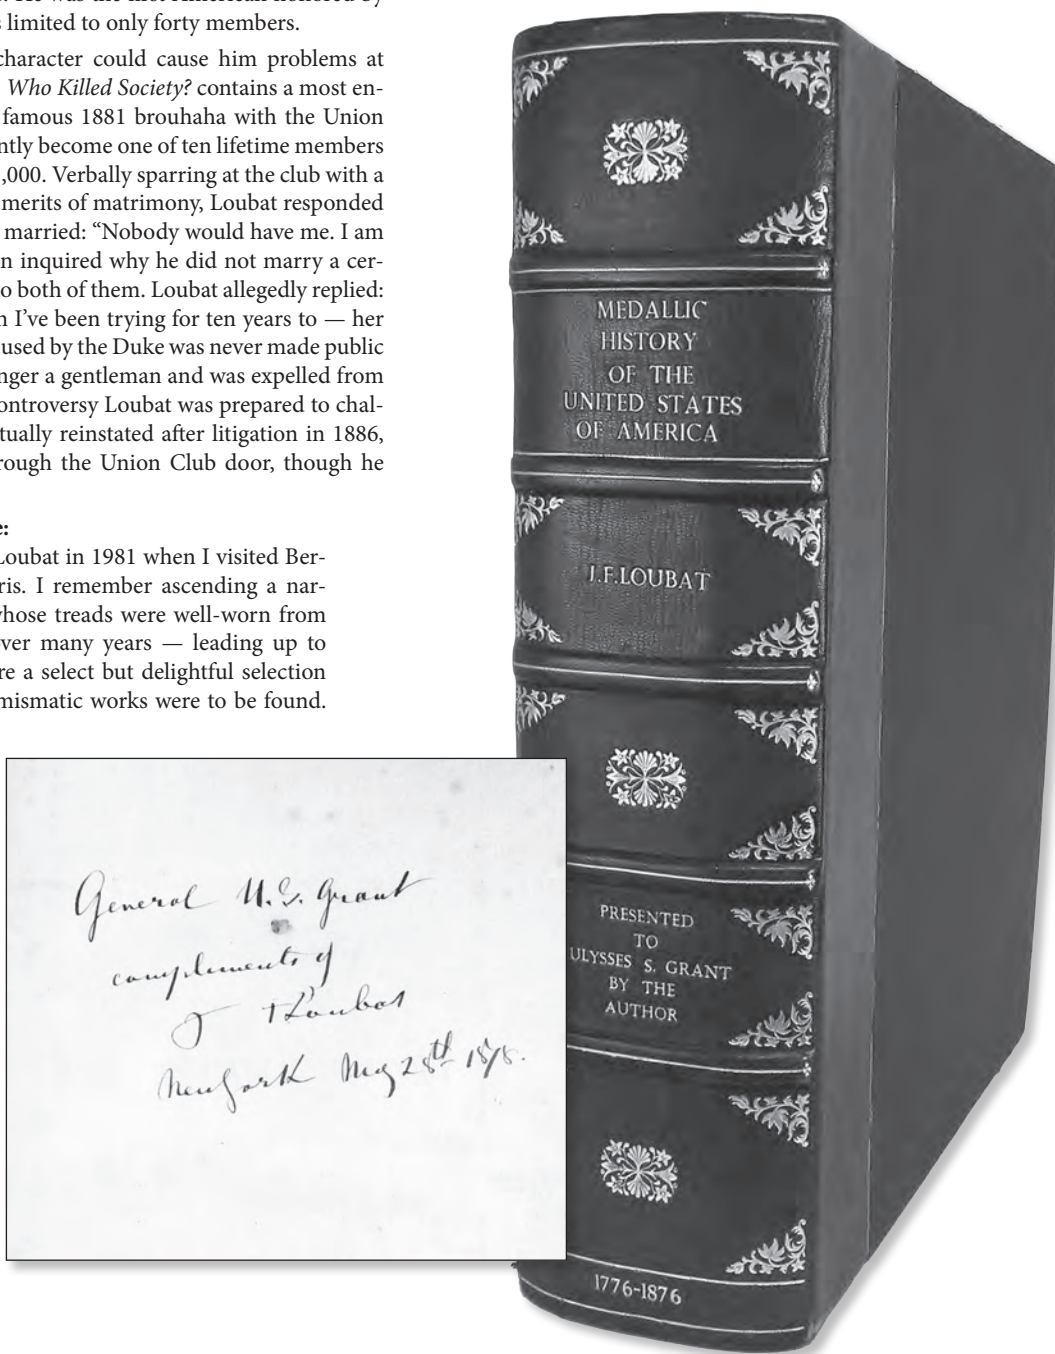 s limited to only forty members.
character could cause him problems at
Who Killed Society? contains a most en-
famous 1881 brouhaha with the Union
ntly become one of ten lifetime members
,000. Verbally sparring at the club with a
merits of matrimony, Loubat responded
married: “Nobody would have me. I am
n inquired why he did not marry a cer-
o both of them. Loubat allegedly replied:
n I've been trying for ten years to — her
used by the Duke was never made public
nger a gentleman and was expelled from
ontroversy Loubat was prepared to chal-
tually reinstated after litigation in 1886,
rough the Union Club door, though he
e:
Loubat in 1981 when I visited Ber-
ris. I remember ascending a nar-
whose treads were well-worn from
over many years — leading up to
re a select but delightful selection
mismatic works were to be found.
MEDALLIC
HISTORY
OF THE
UNITED STATES
OF AMERICA
J.F.LOUBAT
PRESENTED
TO
ULYSSES S. GRANT
BY THE
AUTHOR
1776-1876
General U.S. Grant
compliments of
J F Loubat
New York May 28th 1878.